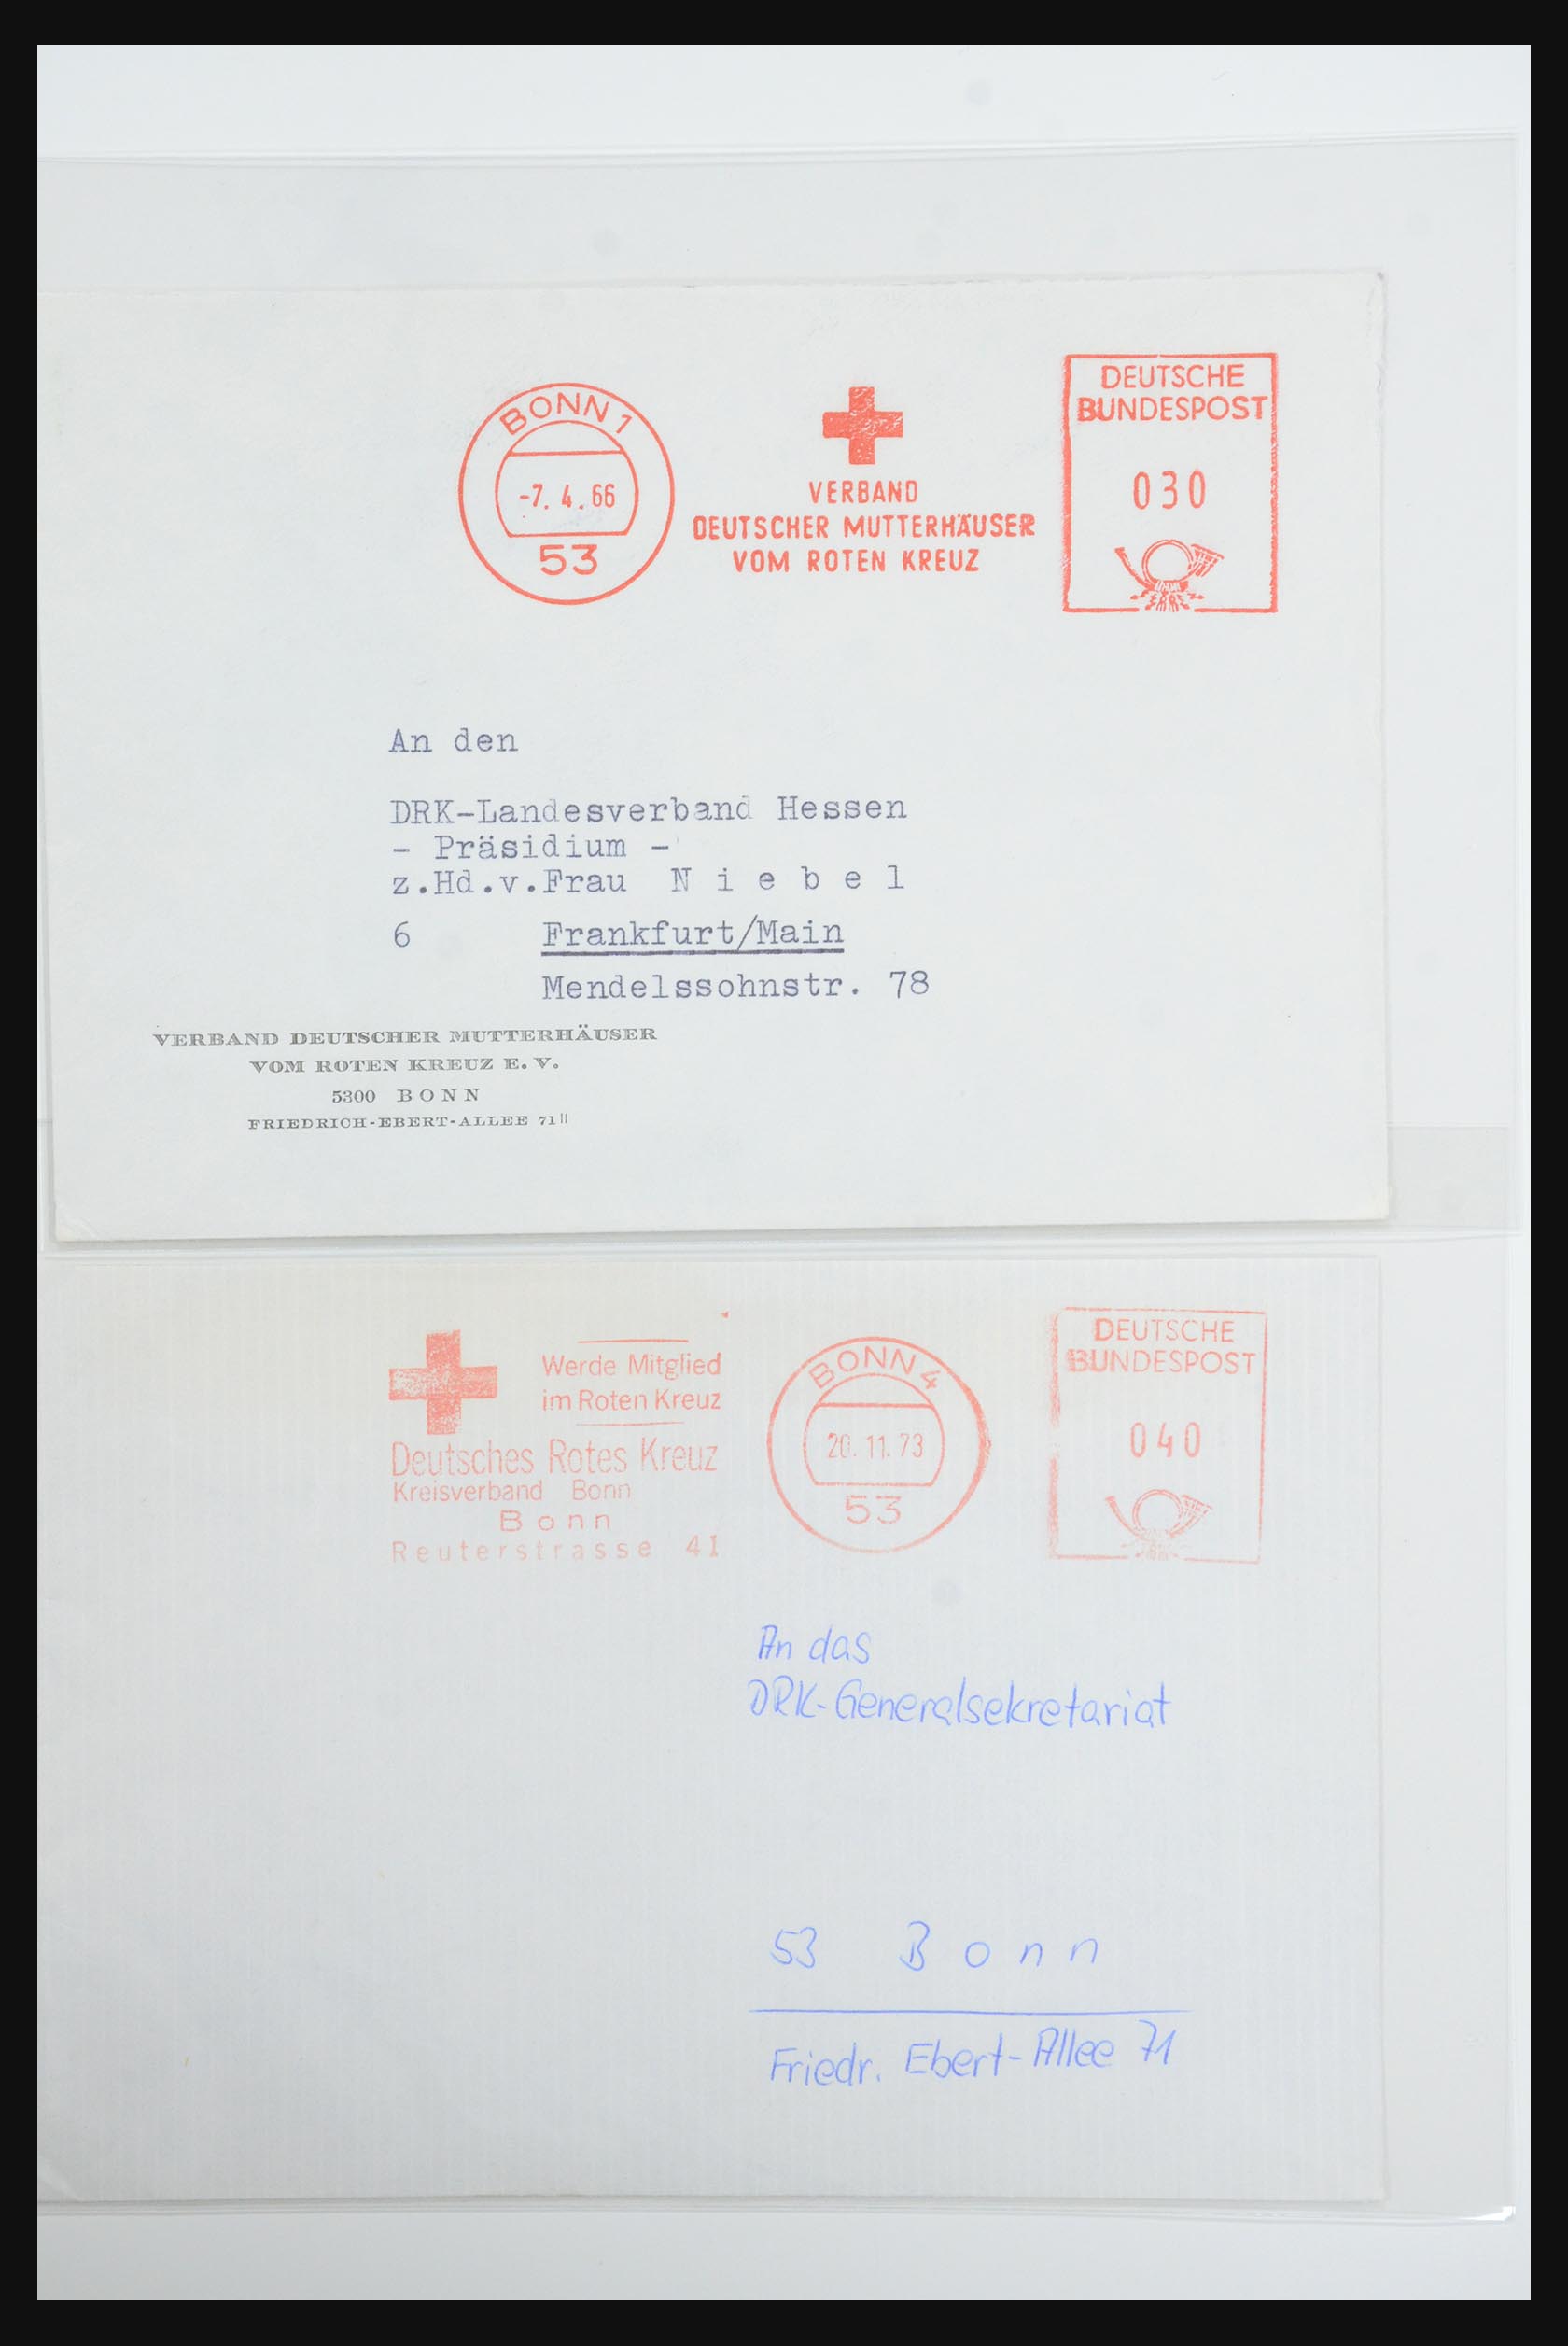 BONN 1
-7. 4. 66
53
VERBAND
DEUTSCHER MUTTERHÄUSER
VOM ROTEN KREUZ
DEUTSCHE
BUNDESPOST
030
An den
DRK-Landesverband Hessen
- Präsidium -
z.Hd.v.Frau N i e b e l
6 Frankfurt/Main
Mendelssohnstr. 78
VERBAND DEUTSCHER MUTTERHÄUSER
VOM ROTEN KREUZ E. V.
5300 BONN
FRIEDRICH-EBERT-ALLEE 71 II
Werde Mitglied
im Roten Kreuz
Deutsches Rotes Kreuz
Kreisverband Bonn
Bonn
Reuterstrasse 41
BONN 4
20. 11. 73
53
DEUTSCHE
BUNDESPOST
040
An das
DRK-Generalsekretariat
53 B o n n
Friedr. Ebert-Allee 71